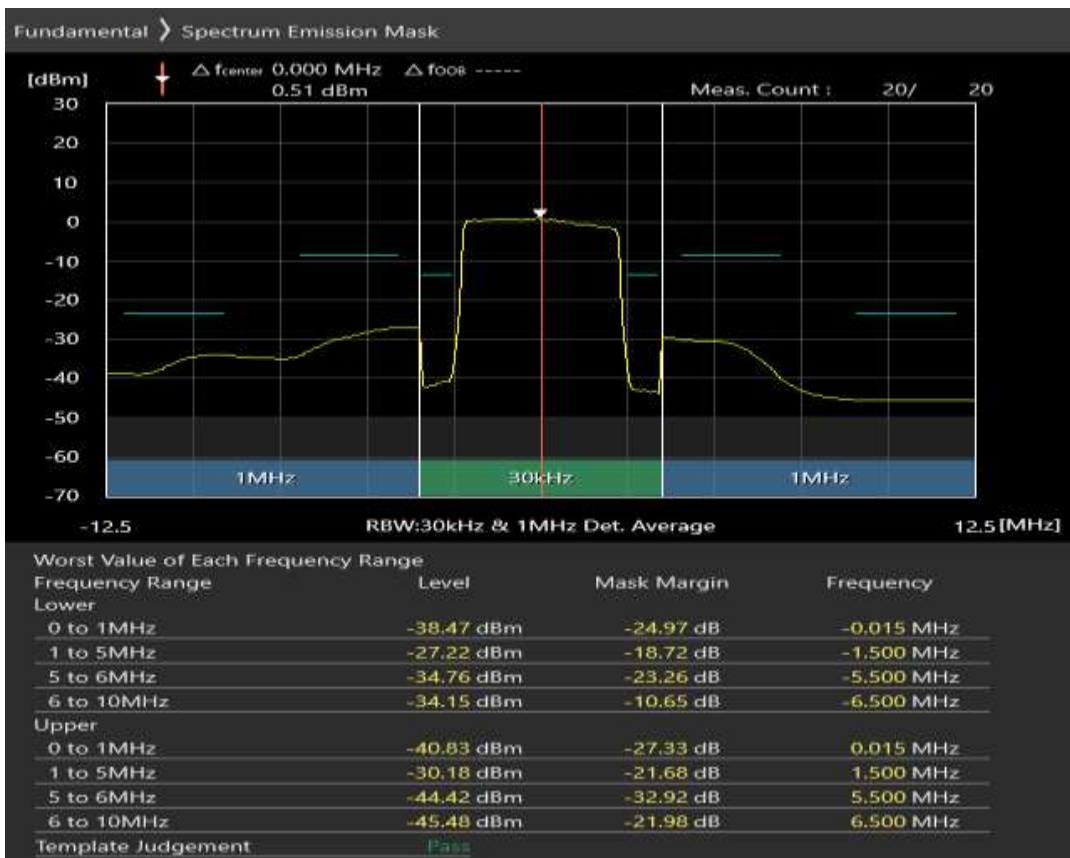 Fundamental ❯ Spectrum Emission Mask
[dBm] △ fcenter 0.000 MHz △ fOOB -----
0.51 dBm Meas. Count : 20/ 20
30
20
10
0
-10
-20
-30
-40
-50
-60
1MHz 30kHz 1MHz
-70
-12.5 RBW:30kHz & 1MHz Det. Average 12.5 [MHz]
Worst Value of Each Frequency Range
Frequency Range Level Mask Margin Frequency
Lower
0 to 1MHz -38.47 dBm -24.97 dB -0.015 MHz
1 to 5MHz -27.22 dBm -18.72 dB -1.500 MHz
5 to 6MHz -34.76 dBm -23.26 dB -5.500 MHz
6 to 10MHz -34.15 dBm -10.65 dB -6.500 MHz
Upper
0 to 1MHz -40.83 dBm -27.33 dB 0.015 MHz
1 to 5MHz -30.18 dBm -21.68 dB 1.500 MHz
5 to 6MHz -44.42 dBm -32.92 dB 5.500 MHz
6 to 10MHz -45.48 dBm -21.98 dB 6.500 MHz
Template Judgement Pass